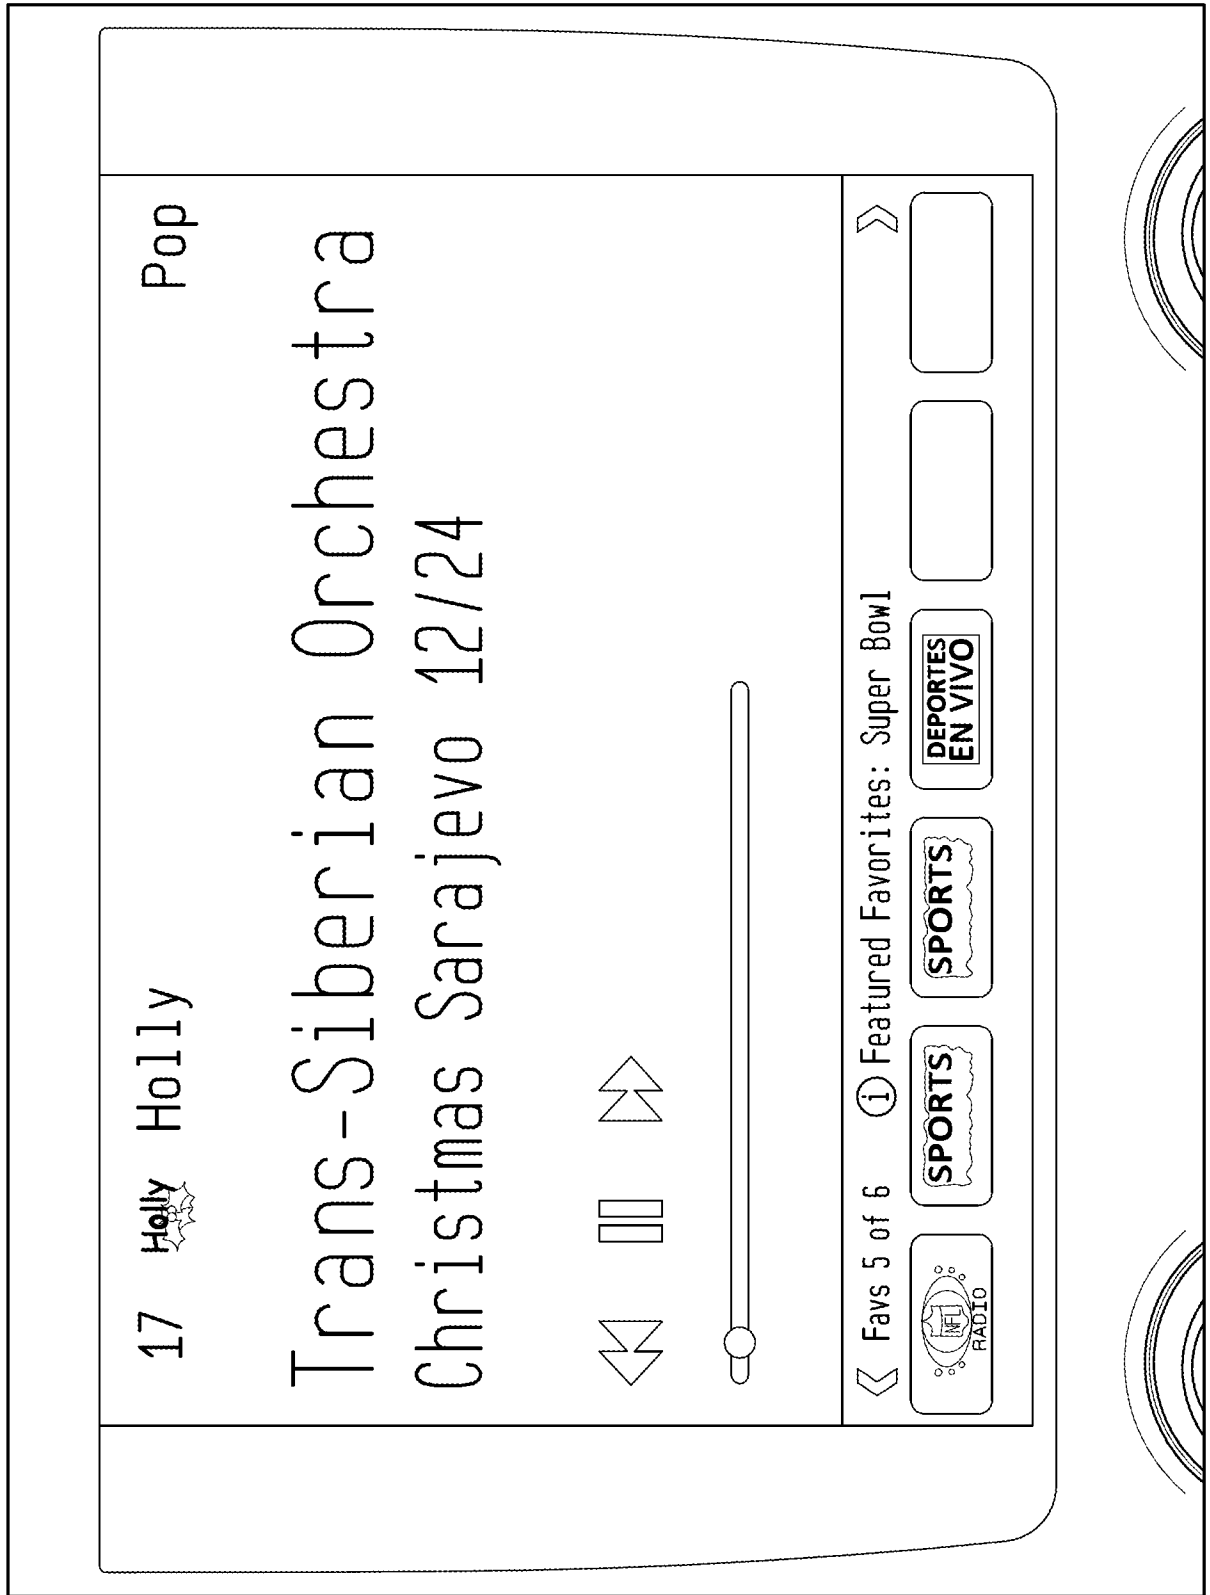 17 Holly Holly Pop
Trans-Siberian Orchestra
Christmas Sarajevo 12/24
Favs 5 of 6 i Featured Favorites: Super Bowl
NFL
RADIO
SPORTS
SPORTS
DEPORTES
EN VIVO